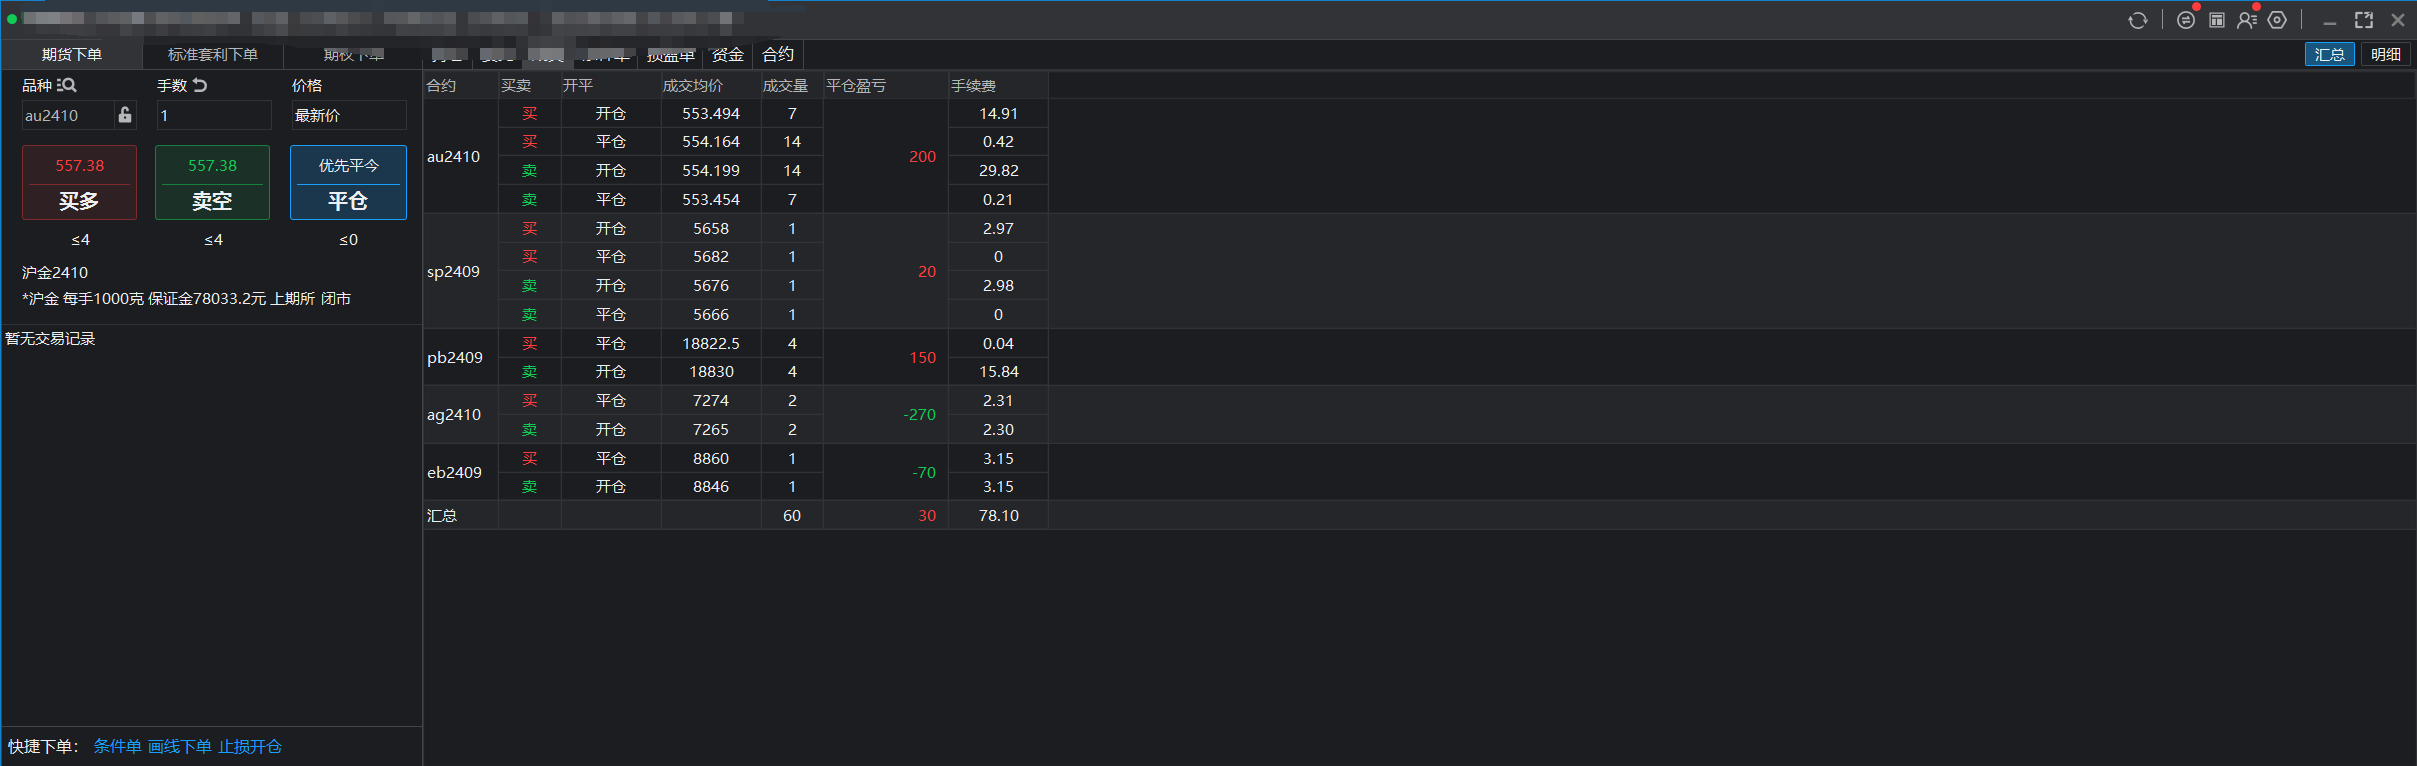 期货下单 标准套利下单 期权下单 损盈单 资金 合约 汇总 明细
品种 手数 价格
au2410 1 最新价
557.38 557.38 优先平今
买多 卖空 平仓
≤4 ≤4 ≤0
沪金2410
*沪金 每手1000克 保证金78033.2元 上期所 闭市
暂无交易记录
快捷下单： 条件单 画线下单 止损开仓
合约 买卖 开平 成交均价 成交量 平仓盈亏 手续费
au2410 200
买 开仓 553.494 7 14.91
买 平仓 554.164 14 0.42
卖 开仓 554.199 14 29.82
卖 平仓 553.454 7 0.21
sp2409 20
买 开仓 5658 1 2.97
买 平仓 5682 1 0
卖 开仓 5676 1 2.98
卖 平仓 5666 1 0
pb2409 150
买 平仓 18822.5 4 0.04
卖 开仓 18830 4 15.84
ag2410 -270
买 平仓 7274 2 2.31
卖 开仓 7265 2 2.30
eb2409 -70
买 平仓 8860 1 3.15
卖 开仓 8846 1 3.15
汇总 60 30 78.10